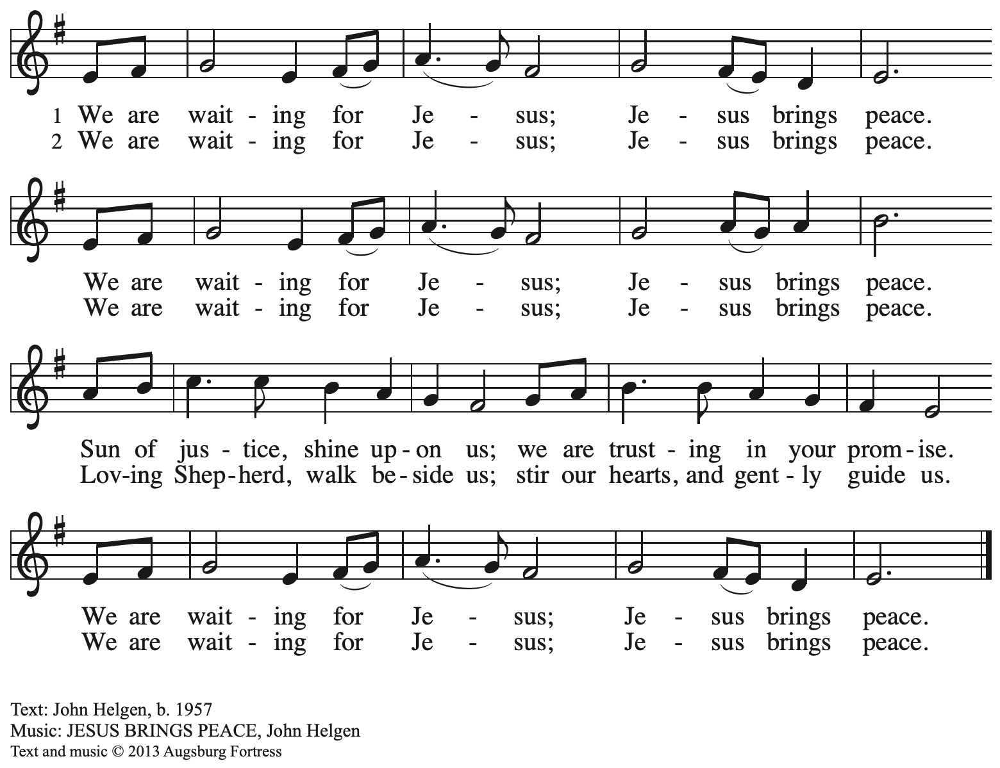 1 We are wait - ing for Je - sus; Je - sus brings peace.
2 We are wait - ing for Je - sus; Je - sus brings peace.
We are wait - ing for Je - sus; Je - sus brings peace.
We are wait - ing for Je - sus; Je - sus brings peace.
Sun of jus - tice, shine up - on us; we are trust - ing in your prom - ise.
Lov - ing Shep - herd, walk be - side us; stir our hearts, and gent - ly guide us.
We are wait - ing for Je - sus; Je - sus brings peace.
We are wait - ing for Je - sus; Je - sus brings peace.
Text: John Helgen, b. 1957
Music: JESUS BRINGS PEACE, John Helgen
Text and music © 2013 Augsburg Fortress